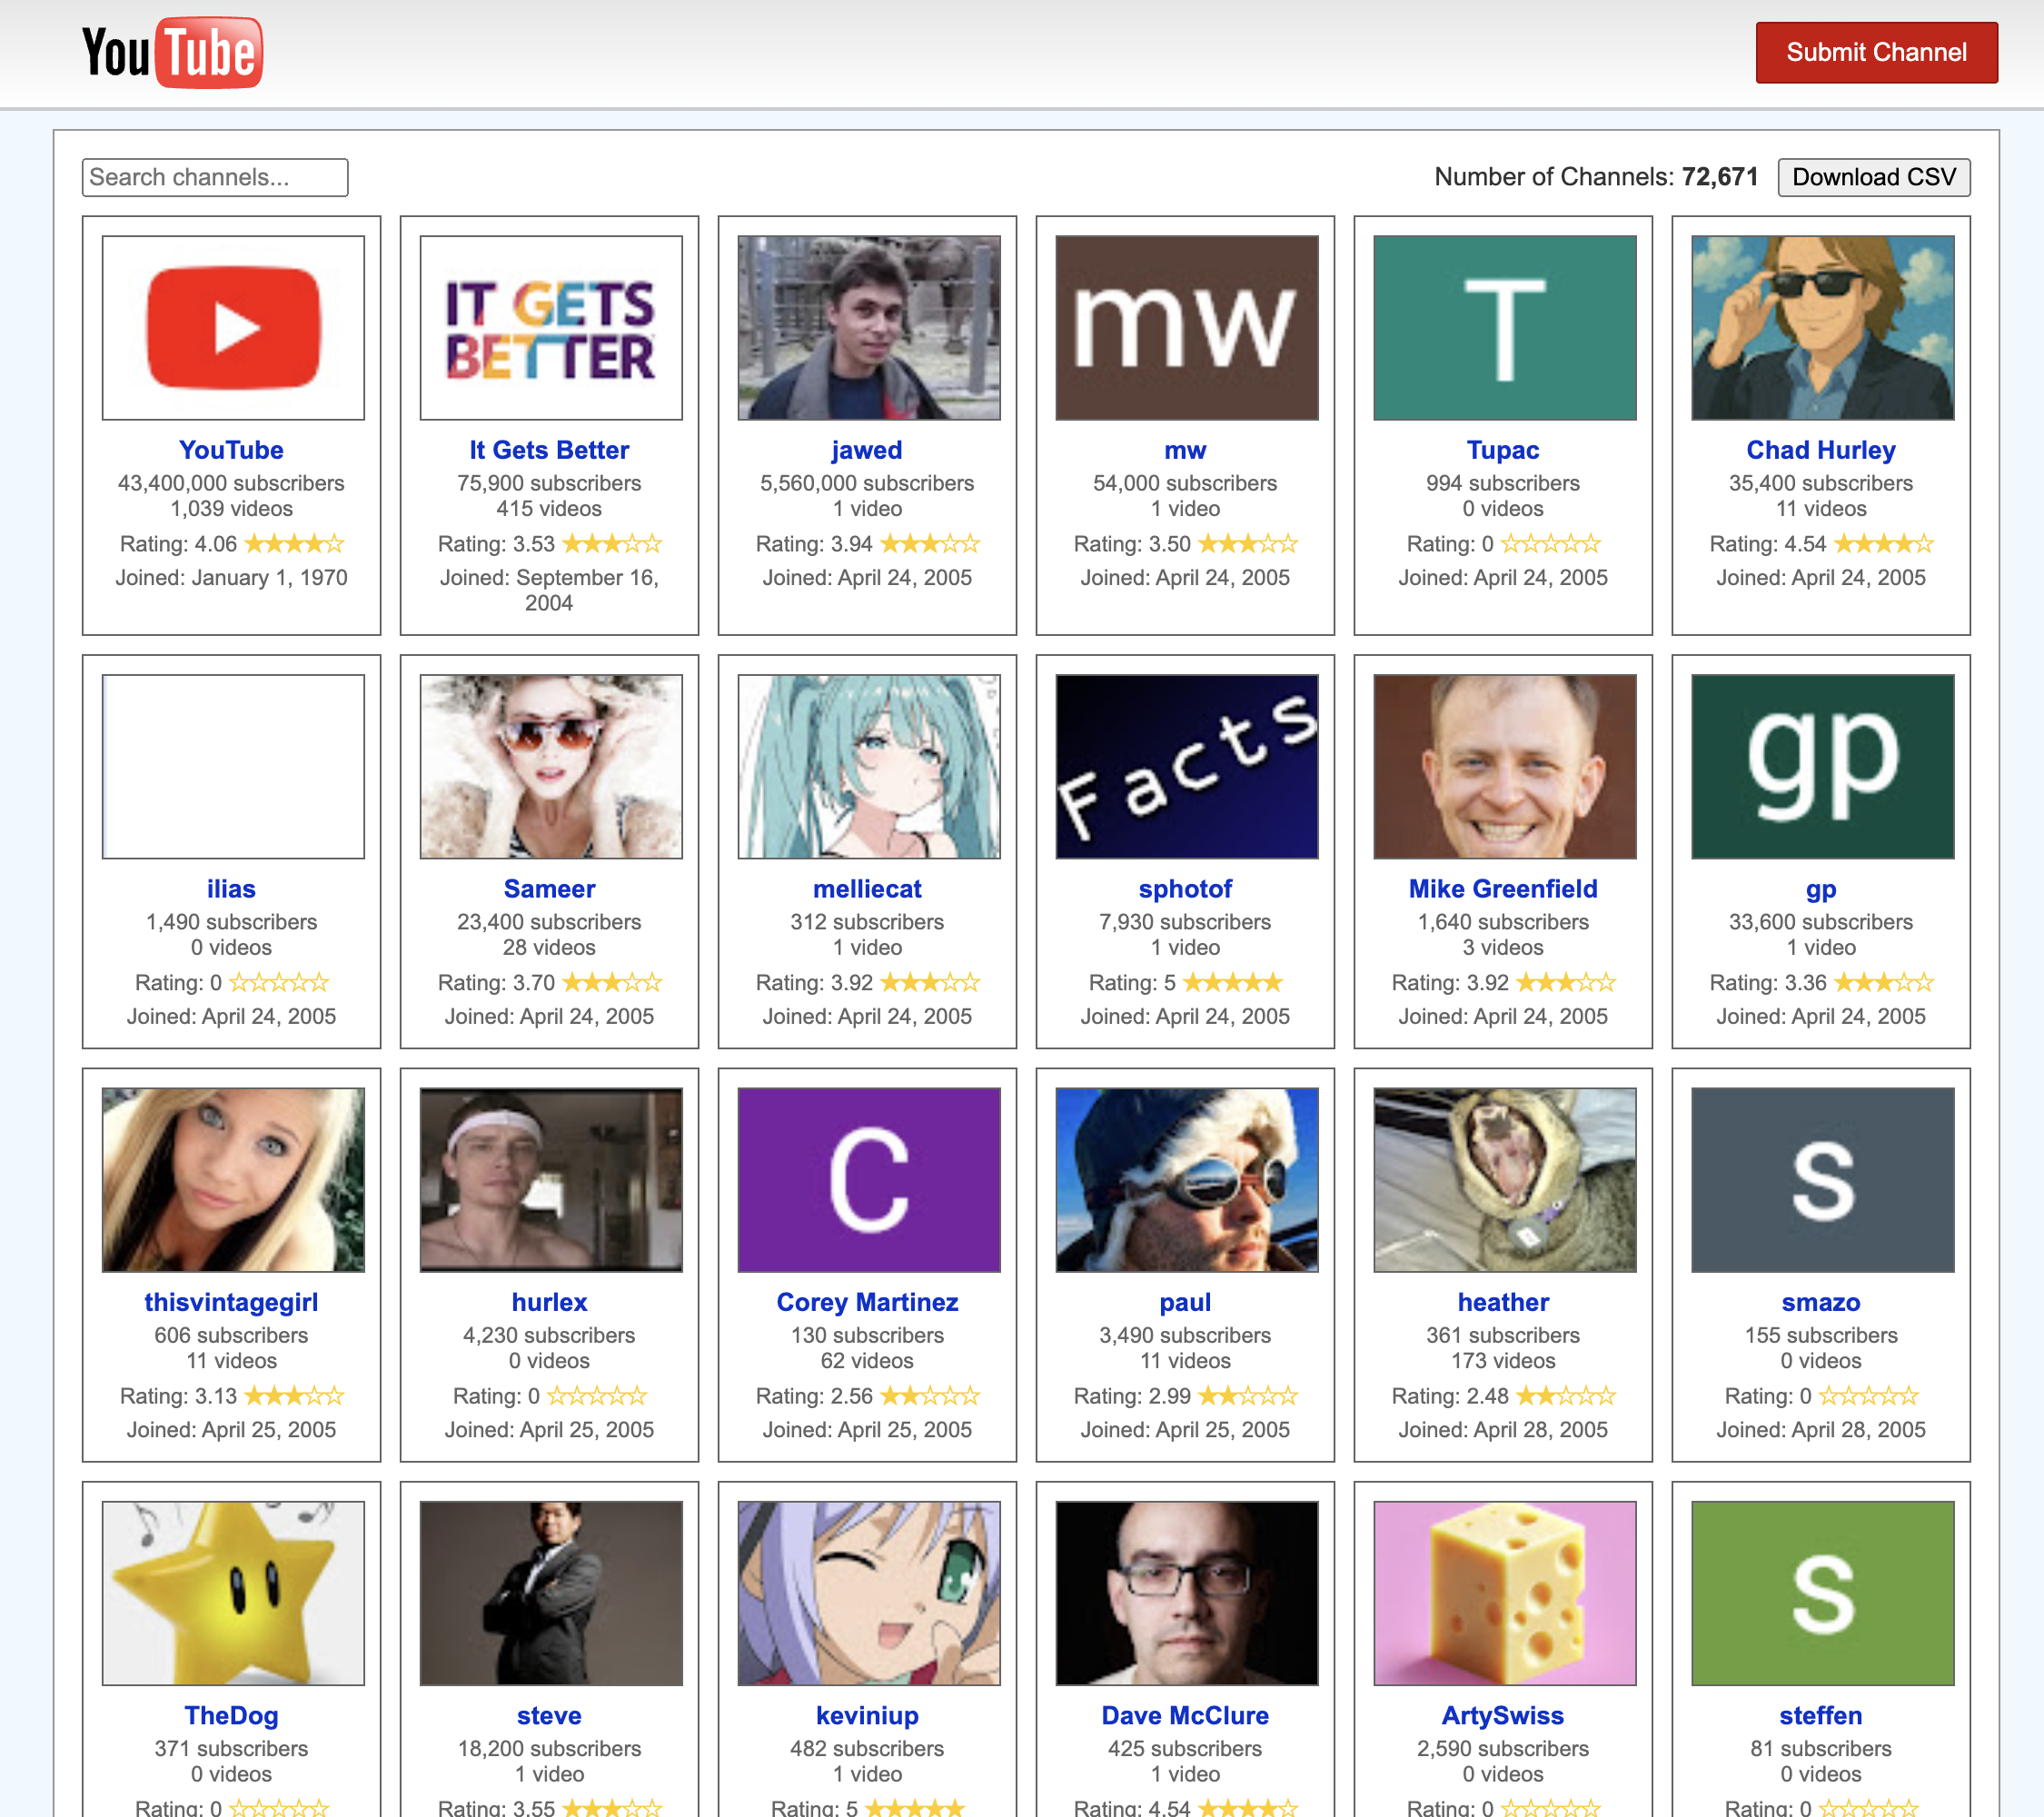 YouTube
Submit Channel
Search channels...
Number of Channels: 72,671
Download CSV
IT GETS
BETTER
mw
T
YouTube
43,400,000 subscribers
1,039 videos
Rating: 4.06 ★★★★☆
Joined: January 1, 1970
It Gets Better
75,900 subscribers
415 videos
Rating: 3.53 ★★★☆☆
Joined: September 16,
2004
jawed
5,560,000 subscribers
1 video
Rating: 3.94 ★★★☆☆
Joined: April 24, 2005
mw
54,000 subscribers
1 video
Rating: 3.50 ★★★☆☆
Joined: April 24, 2005
Tupac
994 subscribers
0 videos
Rating: 0 ☆☆☆☆☆
Joined: April 24, 2005
Chad Hurley
35,400 subscribers
11 videos
Rating: 4.54 ★★★★☆
Joined: April 24, 2005
Facts
gp
ilias
1,490 subscribers
0 videos
Rating: 0 ☆☆☆☆☆
Joined: April 24, 2005
Sameer
23,400 subscribers
28 videos
Rating: 3.70 ★★★☆☆
Joined: April 24, 2005
melliecat
312 subscribers
1 video
Rating: 3.92 ★★★☆☆
Joined: April 24, 2005
sphotof
7,930 subscribers
1 video
Rating: 5 ★★★★★
Joined: April 24, 2005
Mike Greenfield
1,640 subscribers
3 videos
Rating: 3.92 ★★★☆☆
Joined: April 24, 2005
gp
33,600 subscribers
1 video
Rating: 3.36 ★★★☆☆
Joined: April 24, 2005
C
s
thisvintagegirl
606 subscribers
11 videos
Rating: 3.13 ★★★☆☆
Joined: April 25, 2005
hurlex
4,230 subscribers
0 videos
Rating: 0 ☆☆☆☆☆
Joined: April 25, 2005
Corey Martinez
130 subscribers
62 videos
Rating: 2.56 ★★☆☆☆
Joined: April 25, 2005
paul
3,490 subscribers
11 videos
Rating: 2.99 ★★☆☆☆
Joined: April 25, 2005
heather
361 subscribers
173 videos
Rating: 2.48 ★★☆☆☆
Joined: April 28, 2005
smazo
155 subscribers
0 videos
Rating: 0 ☆☆☆☆☆
Joined: April 28, 2005
s
TheDog
371 subscribers
0 videos
Rating: 0 ☆☆☆☆☆
steve
18,200 subscribers
1 video
Rating: 3.55 ★★★☆☆
keviniup
482 subscribers
1 video
Rating: 5 ★★★★★
Dave McClure
425 subscribers
1 video
Rating: 4.54 ★★★★☆
ArtySwiss
2,590 subscribers
0 videos
Rating: 0 ☆☆☆☆☆
steffen
81 subscribers
0 videos
Rating: 0 ☆☆☆☆☆